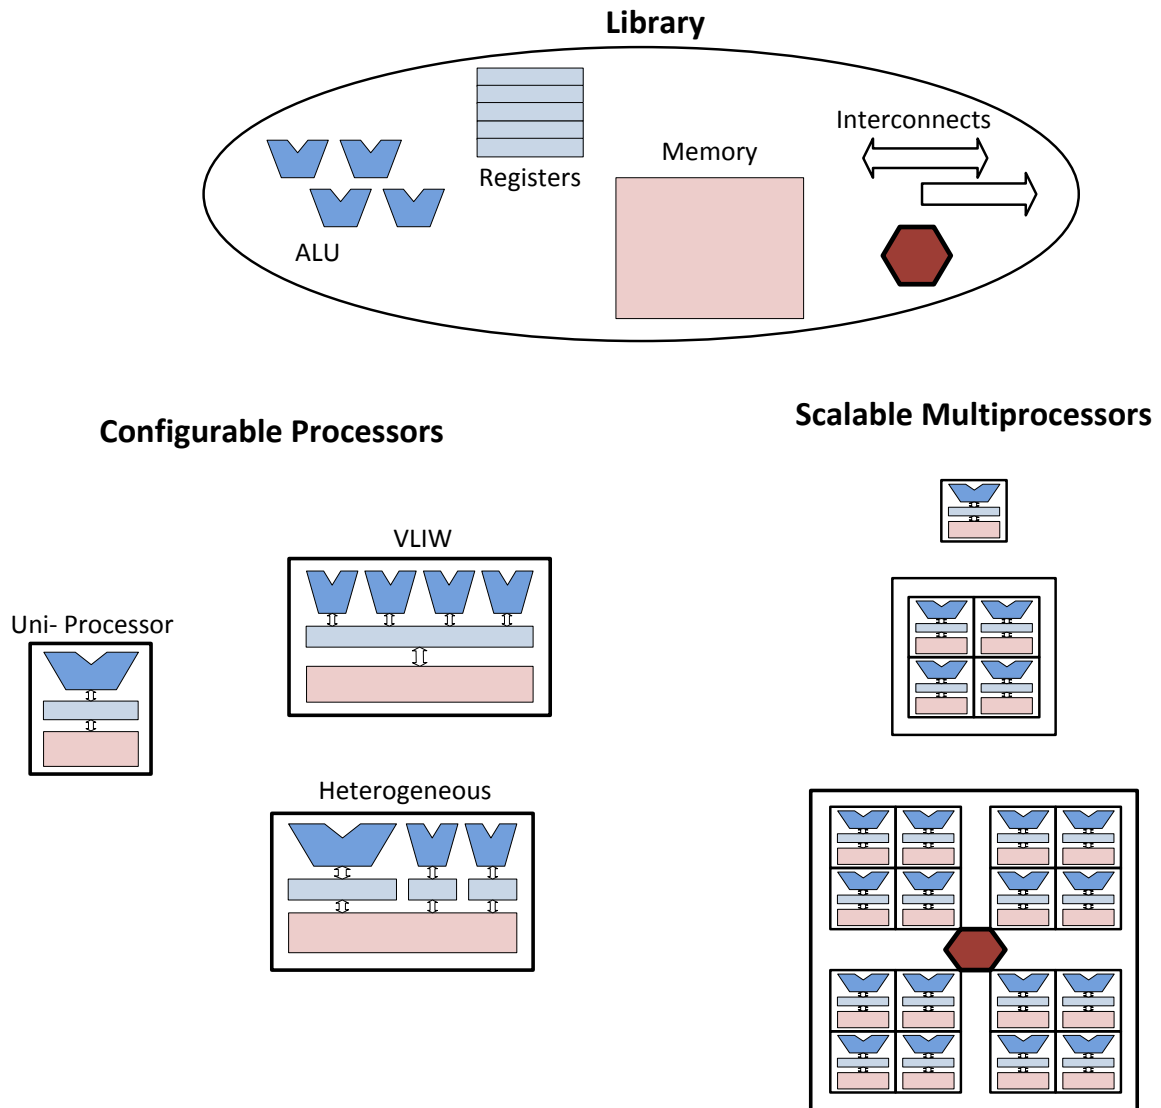 Library
Interconnects
Memory
Registers
ALU
Scalable Multiprocessors
Configurable Processors
VLIW
Uni- Processor
Heterogeneous